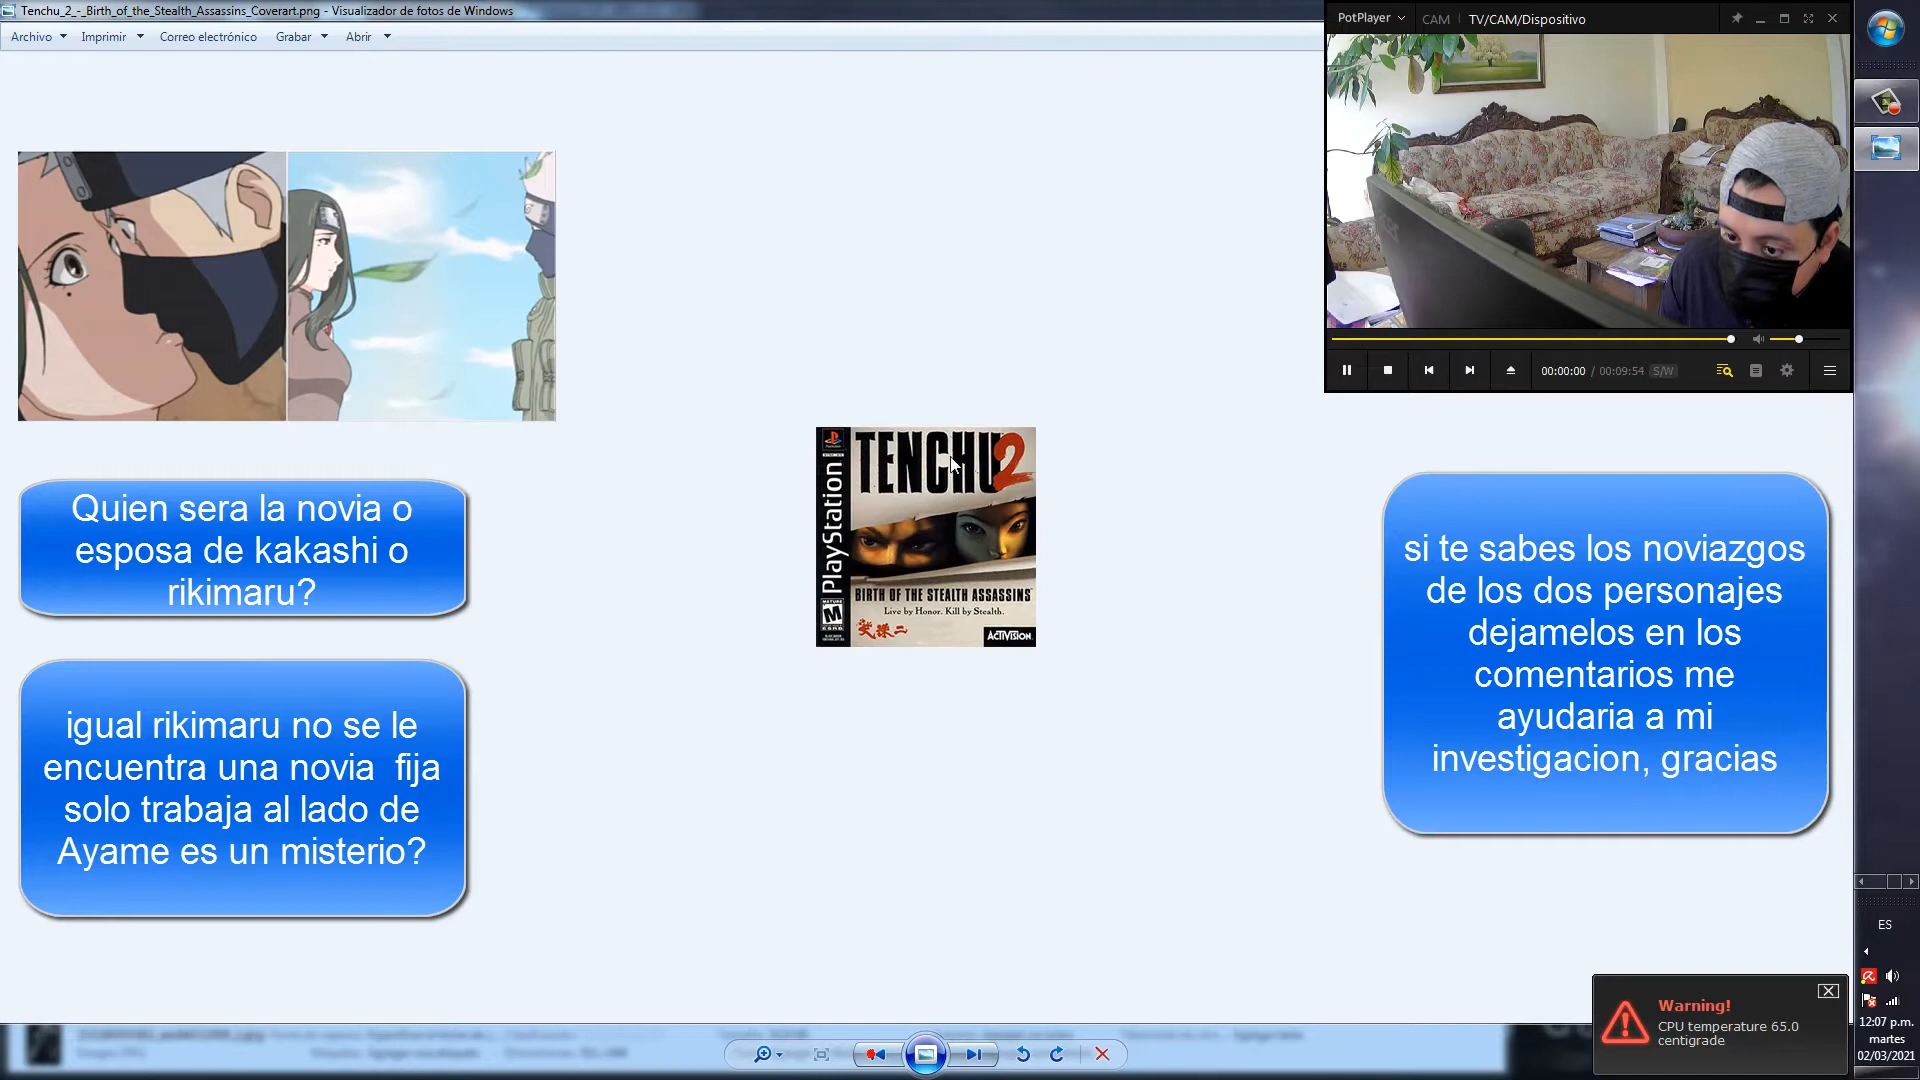 Tenchu_2_-_Birth_of_the_Stealth_Assassins_Coverart.png - Visualizador de fotos de Windows
Archivo Imprimir Correo electrónico Grabar Abrir
PotPlayer CAM TV/CAM/Dispositivo
00:00:00 / 00:09:54 S/W
Quien sera la novia o
esposa de kakashi o
rikimaru?
igual rikimaru no se le
encuentra una novia fija
solo trabaja al lado de
Ayame es un misterio?
PlayStation
TENCHU 2
BIRTH OF THE STEALTH ASSASSINS
Live by Honor. Kill by Stealth.
MATURE
M
ESRB
ACTIVISION
si te sabes los noviazgos
de los dos personajes
dejamelos en los
comentarios me
ayudaria a mi
investigacion, gracias
Warning!
CPU temperature 65.0
centigrade
ES
12:07 p.m.
martes
02/03/2021